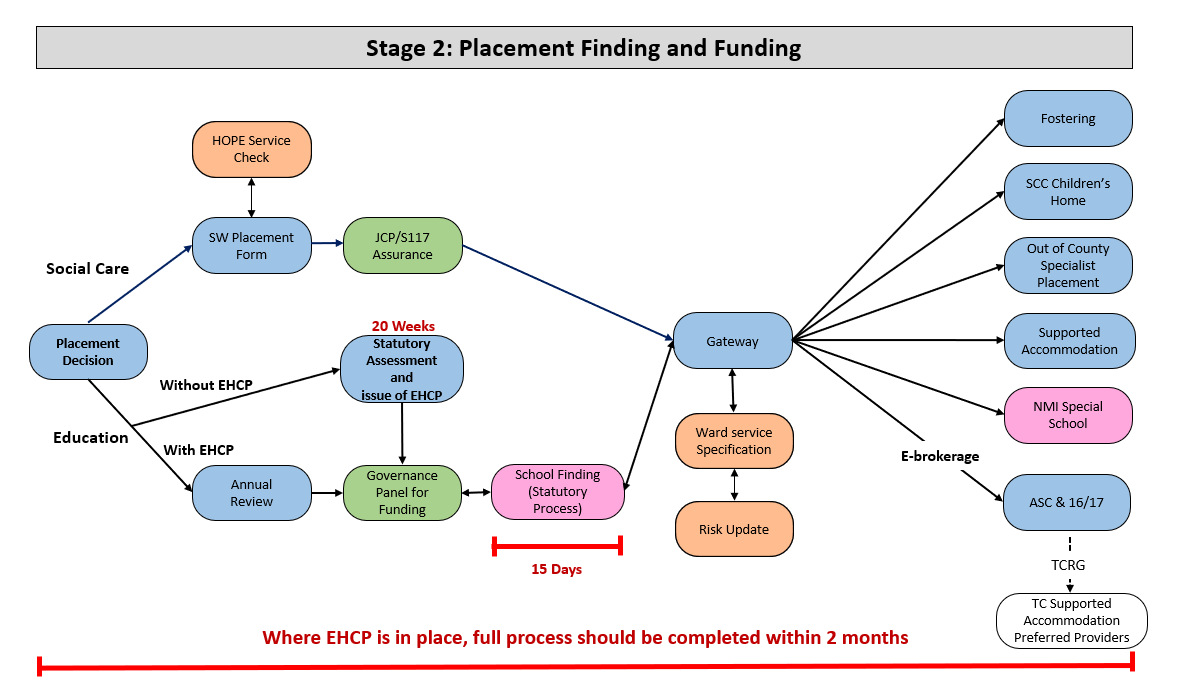 Stage 2: Placement Finding and Funding
HOPE Service
Check
SW Placement
Form
JCP/S117
Assurance
Social Care
Placement
Decision
20 Weeks
Statutory
Assessment
and
issue of EHCP
Without EHCP
Education
With EHCP
Annual
Review
Governance
Panel for
Funding
School Finding
(Statutory
Process)
15 Days
Gateway
Ward service
Specification
Risk Update
Fostering
SCC Children's
Home
Out of County
Specialist
Placement
Supported
Accommodation
NMI Special
School
E-brokerage
ASC & 16/17
TCRG
TC Supported
Accommodation
Preferred Providers
Where EHCP is in place, full process should be completed within 2 months